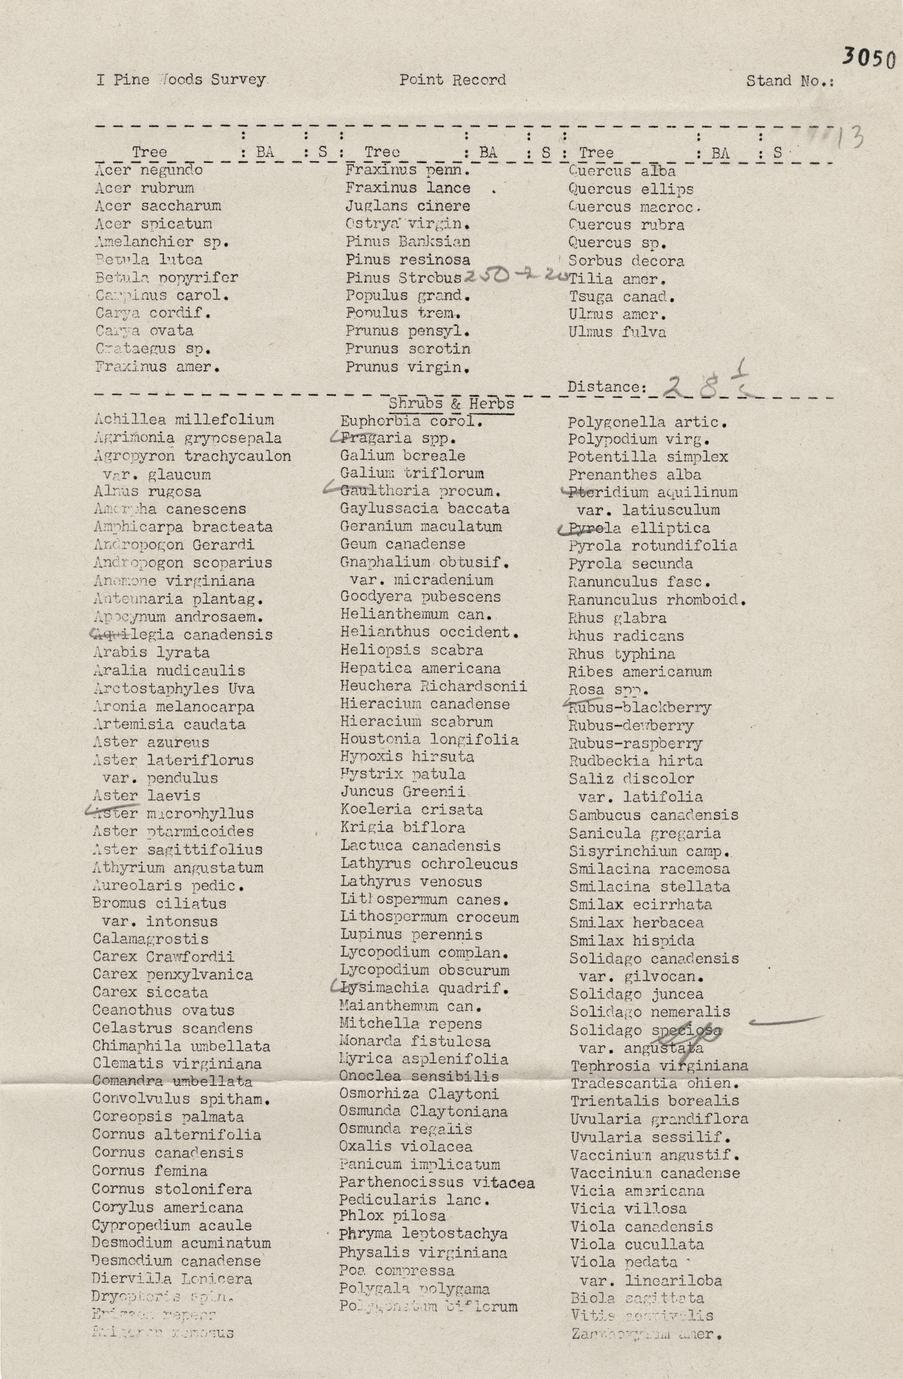 3050
I Pine Woods Survey Point Record Stand No.:
13
Tree : BA : S : Tree : BA : S : Tree : BA : S
Acer negundo
Acer rubrum
Acer saccharum
Acer spicatum
Amelanchier sp.
Betula lutea
Betula popyrifer
Carpinus carol.
Carya cordif.
Carya ovata
Crataegus sp.
Fraxinus amer.
Fraxinus penn.
Fraxinus lance .
Juglans cinere
Ostrya virgin.
Pinus Banksian
Pinus resinosa
Pinus Strobus 250-2 20
Populus grand.
Populus trem.
Prunus pensyl.
Prunus scrotin
Prunus virgin.
Quercus alba
Quercus ellips
Quercus macroc.
Quercus rubra
Quercus sp.
Sorbus decora
Tilia amer.
Tsuga canad.
Ulmus amer.
Ulmus fulva
Distance: 28 1/2
Shrubs & Herbs
Achillea millefolium
Agrimonia gryposepala
Agropyron trachycaulon
var. glaucum
Alnus rugosa
Amorpha canescens
Amphicarpa bracteata
Andropogon Gerardi
Andropogon scoparius
Anemone virginiana
Antennaria plantag.
Apocynum androsaem.
Aquilegia canadensis
Arabis lyrata
Aralia nudicaulis
Arctostaphyles Uva
Aronia melanocarpa
Artemisia caudata
Aster azureus
Aster lateriflorus
var. pendulus
Aster laevis
Aster microphyllus
Aster ptarmicoides
Aster sagittifolius
Athyrium angustatum
Aureolaris pedic.
Bromus ciliatus
var. intonsus
Calamagrostis
Carex Crawfordii
Carex penxylvanica
Carex siccata
Ceanothus ovatus
Celastrus scandens
Chimaphila umbellata
Clematis virginiana
Comandra umbellata
Convolvulus spitham.
Coreopsis palmata
Cornus alternifolia
Cornus canadensis
Cornus femina
Cornus stolonifera
Corylus americana
Cypropedium acaule
Desmodium acuminatum
Desmodium canadense
Diervilla Lonicera
Dryopteris spin.
Erigeron ramosus
Euphorbia corol.
Fragaria spp.
Galium boreale
Galium triflorum
Gaultheria procum.
Gaylussacia baccata
Geranium maculatum
Geum canadense
Gnaphalium obtusif.
var. micradenium
Goodyera pubescens
Helianthemum can.
Helianthus occident.
Heliopsis scabra
Hepatica americana
Heuchera Richardsonii
Hieracium canadense
Hieracium scabrum
Houstonia longifolia
Hypoxis hirsuta
Hystrix patula
Juncus Greenii
Koeleria crisata
Krigia biflora
Lactuca canadensis
Lathyrus ochroleucus
Lathyrus venosus
Lithospermum canes.
Lithospermum croceum
Lupinus perennis
Lycopodium complan.
Lycopodium obscurum
Lysimachia quadrif.
Maianthemum can.
Mitchella repens
Monarda fistulosa
Myrica asplenifolia
Onoclea sensibilis
Osmorhiza Claytoni
Osmunda Claytoniana
Osmunda regalis
Oxalis violacea
Panicum implicatum
Parthenocissus vitacea
Pedicularis lanc.
Phlox pilosa
Phryma leptostachya
Physalis virginiana
Poa compressa
Polygala polygama
Polygonatum biflorum
Polygonella artic.
Polypodium virg.
Potentilla simplex
Prenanthes alba
Pteridium aquilinum
var. latiusculum
Pyrola elliptica
Pyrola rotundifolia
Pyrola secunda
Ranunculus fasc.
Ranunculus rhomboid.
Rhus glabra
Rhus radicans
Rhus typhina
Ribes americanum
Rosa spp.
Rubus-blackberry
Rubus-dewberry
Rubus-raspberry
Rudbeckia hirta
Saliz discolor
var. latifolia
Sambucus canadensis
Sanicula gregaria
Sisyrinchium camp.
Smilacina racemosa
Smilacina stellata
Smilax ecirrhata
Smilax herbacea
Smilax hispida
Solidago canadensis
var. gilvocan.
Solidago juncea
Solidago nemeralis
Solidago speciosa sp
var. angustata
Tephrosia virginiana
Tradescantia ohien.
Trientalis borealis
Uvularia grandiflora
Uvularia sessilif.
Vaccinium angustif.
Vaccinium canadense
Vicia americana
Vicia villosa
Viola canadensis
Viola cucullata
Viola pedata
var. lineariloba
Biola sagittata
Vitis aestivalis
Zanthoxylum amer.